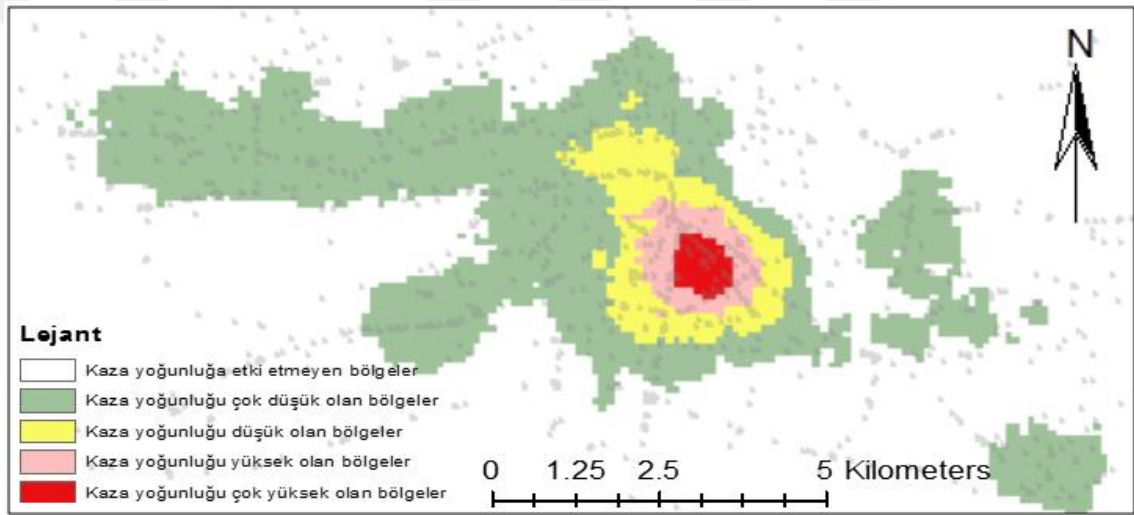 N
Lejant
Kaza yoğunluğa etki etmeyen bölgeler
Kaza yoğunluğu çok düşük olan bölgeler
Kaza yoğunluğu düşük olan bölgeler
Kaza yoğunluğu yüksek olan bölgeler
Kaza yoğunluğu çok yüksek olan bölgeler
0 1.25 2.5 5 Kilometers